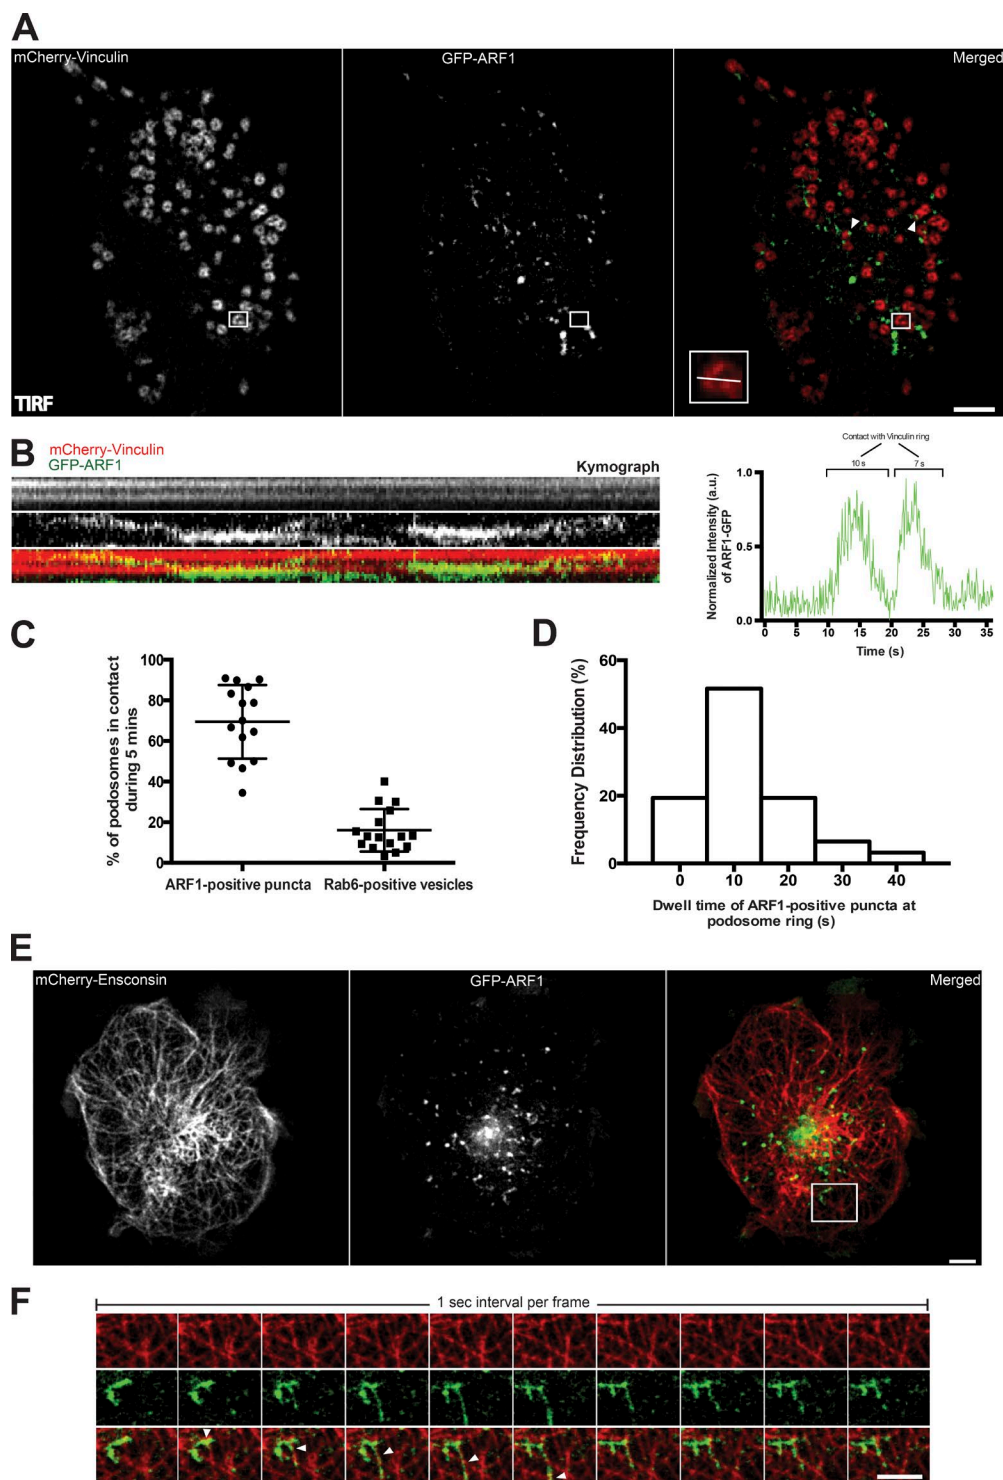 A
mCherry-Vinculin
GFP-ARF1
Merged
TIRF
B
mCherry-Vinculin
GFP-ARF1
Kymograph
Contact with Vinculin ring
10 s
7 s
Normalized Intensity (a.u.)
of ARF1-GFP
1.0
0.5
0.0
0 5 10 15 20 25 30 35
Time (s)
C
% of podosomes in contact
during 5 mins
100
80
60
40
20
0
ARF1-positive puncta
Rab6-positive vesicles
D
Frequency Distribution (%)
60
40
20
0
0 10 20 30 40
Dwell time of ARF1-positive puncta at
podosome ring (s)
E
mCherry-Ensconsin
GFP-ARF1
Merged
F
1 sec interval per frame